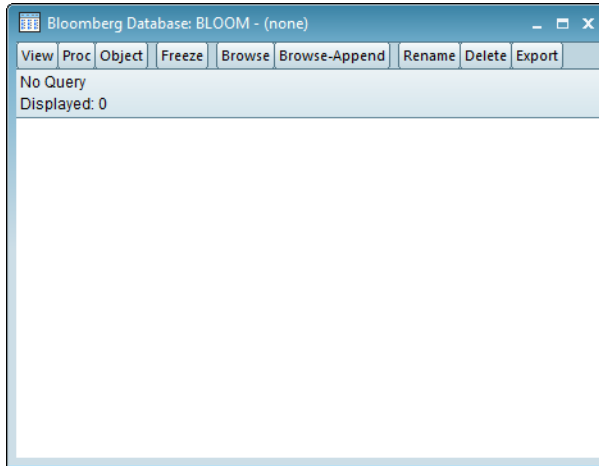 Bloomberg Database: BLOOM - (none)
View Proc Object Freeze Browse Browse-Append Rename Delete Export
No Query
Displayed: 0